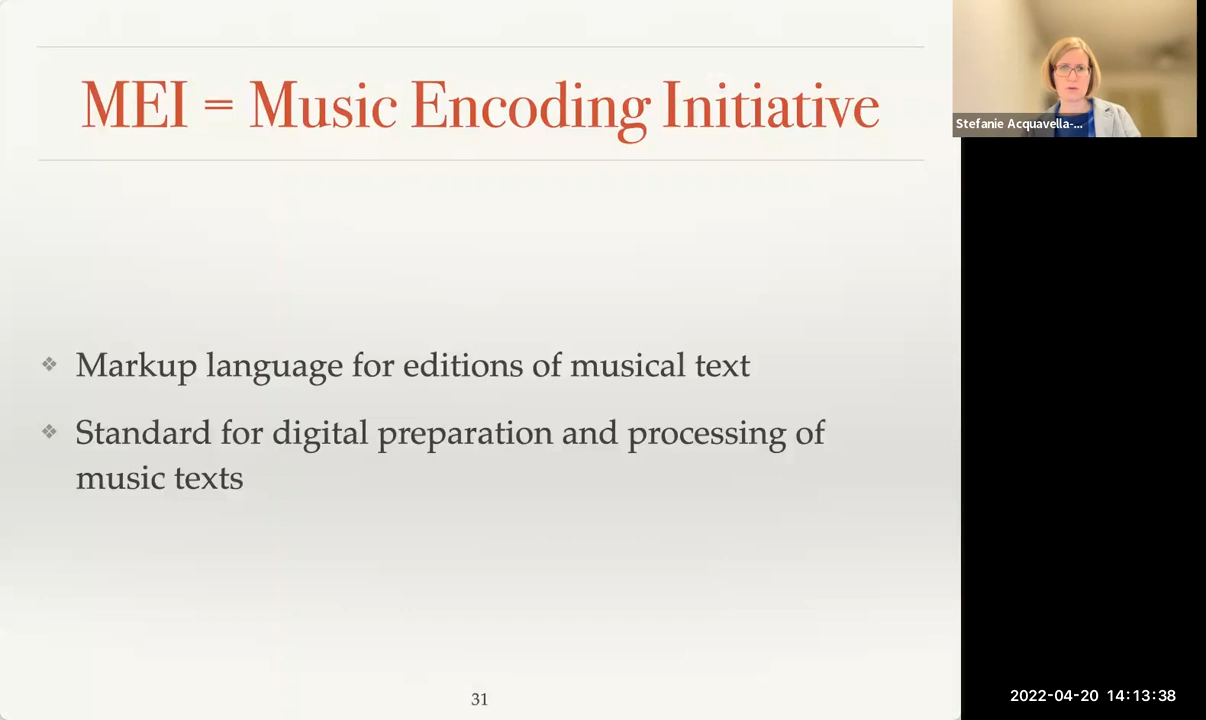 MEI = Music Encoding Initiative
Stefanie Acquavella-...
❖ Markup language for editions of musical text
❖ Standard for digital preparation and processing of
music texts
31
2022-04-20 14:13:38